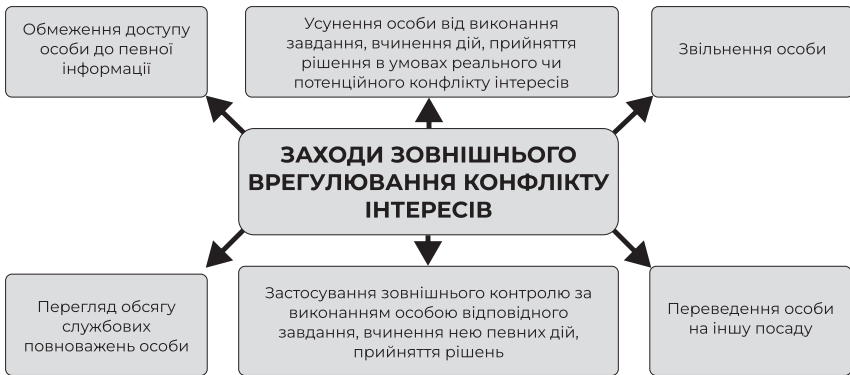 Обмеження доступу
особи до певної
інформації
Усунення особи від виконання
завдання, вчинення дій, прийняття
рішення в умовах реального чи
потенційного конфлікту інтересів
Звільнення особи
ЗАХОДИ ЗОВНІШНЬОГО
ВРЕГУЛЮВАННЯ КОНФЛІКТУ
ІНТЕРЕСІВ
Перегляд обсягу
службових
повноважень особи
Застосування зовнішнього контролю за
виконанням особою відповідного
завдання, вчинення нею певних дій,
прийняття рішень
Переведення особи
на іншу посаду